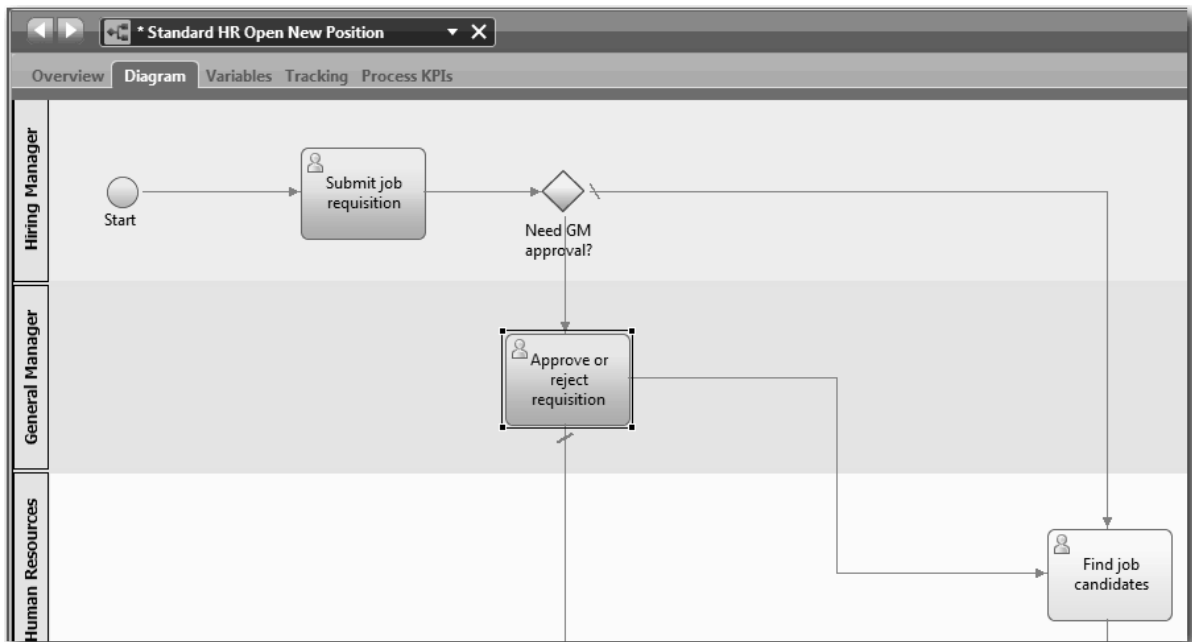 * Standard HR Open New Position
Overview Diagram Variables Tracking Process KPIs
Hiring Manager
Start
Submit job
requisition
Need GM
approval?
General Manager
Approve or
reject
requisition
Human Resources
Find job
candidates